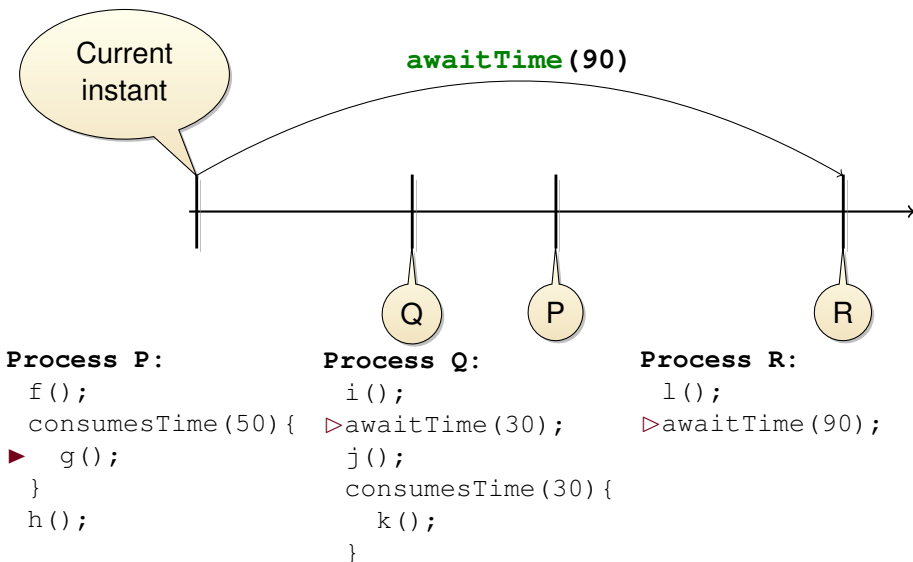 Current
instant
awaitTime(90)
Q
P
R
Process P:
f();
consumesTime(50){
g();
}
h();
Process Q:
i();
awaitTime(30);
j();
consumesTime(30){
k();
}
Process R:
l();
awaitTime(90);